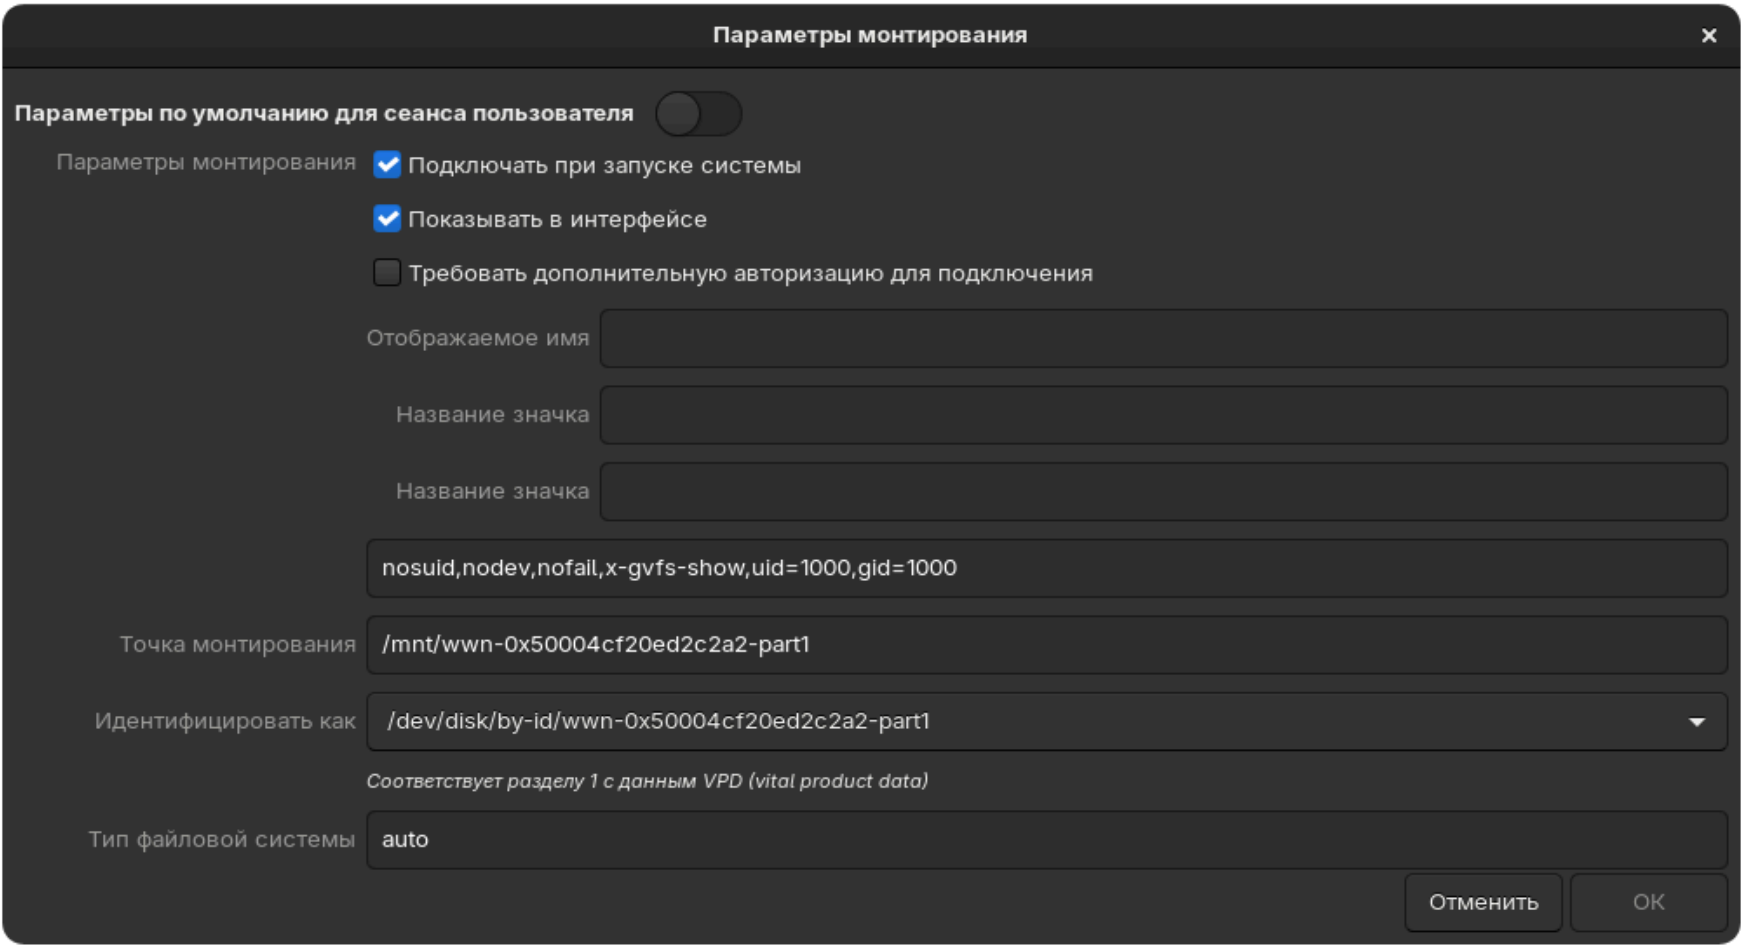 Параметры монтирования
Параметры по умолчанию для сеанса пользователя
Параметры монтирования
Подключать при запуске системы
Показывать в интерфейсе
Требовать дополнительную авторизацию для подключения
Отображаемое имя
Название значка
Название значка
nosuid,nodev,nofail,x-gvfs-show,uid=1000,gid=1000
Точка монтирования
/mnt/wwn-0x50004cf20ed2c2a2-part1
Идентифицировать как
/dev/disk/by-id/wwn-0x50004cf20ed2c2a2-part1
Соответствует разделу 1 с данным VPD (vital product data)
Тип файловой системы
auto
Отменить
OK